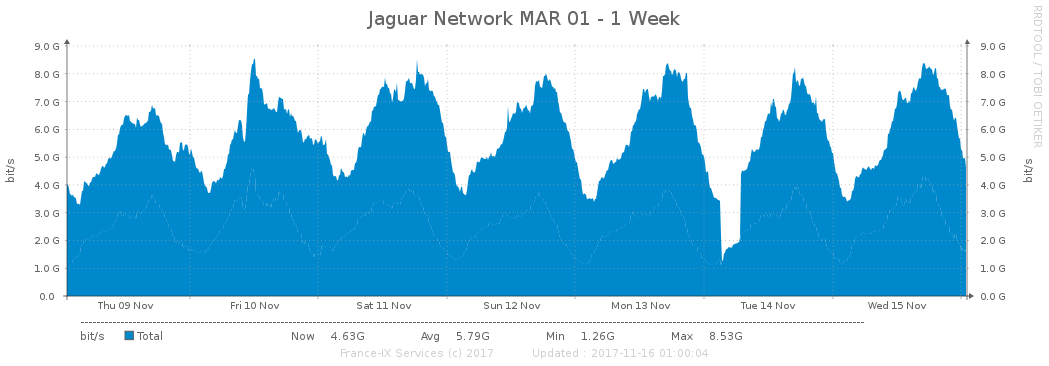 Jaguar Network MAR 01 - 1 Week
RRDTOOL / TOBI OETIKER
9.0 G 9.0 G
8.0 G 8.0 G
7.0 G 7.0 G
6.0 G 6.0 G
5.0 G 5.0 G
4.0 G 4.0 G
3.0 G 3.0 G
2.0 G 2.0 G
1.0 G 1.0 G
0.0 0.0 G
bit/s
bit/s
Thu 09 Nov Fri 10 Nov Sat 11 Nov Sun 12 Nov Mon 13 Nov Tue 14 Nov Wed 15 Nov
bit/s Total Now 4.63G Avg 5.79G Min 1.26G Max 8.53G
France-IX Services (c) 2017 Updated : 2017-11-16 01:00:04